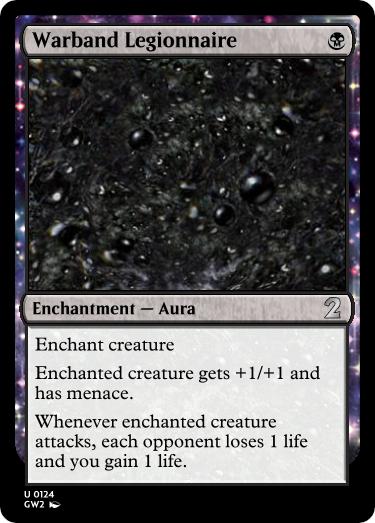 Warband Legionnaire
Enchantment — Aura
2
Enchant creature
Enchanted creature gets +1/+1 and
has menace.
Whenever enchanted creature
attacks, each opponent loses 1 life
and you gain 1 life.
U 0124
GW2